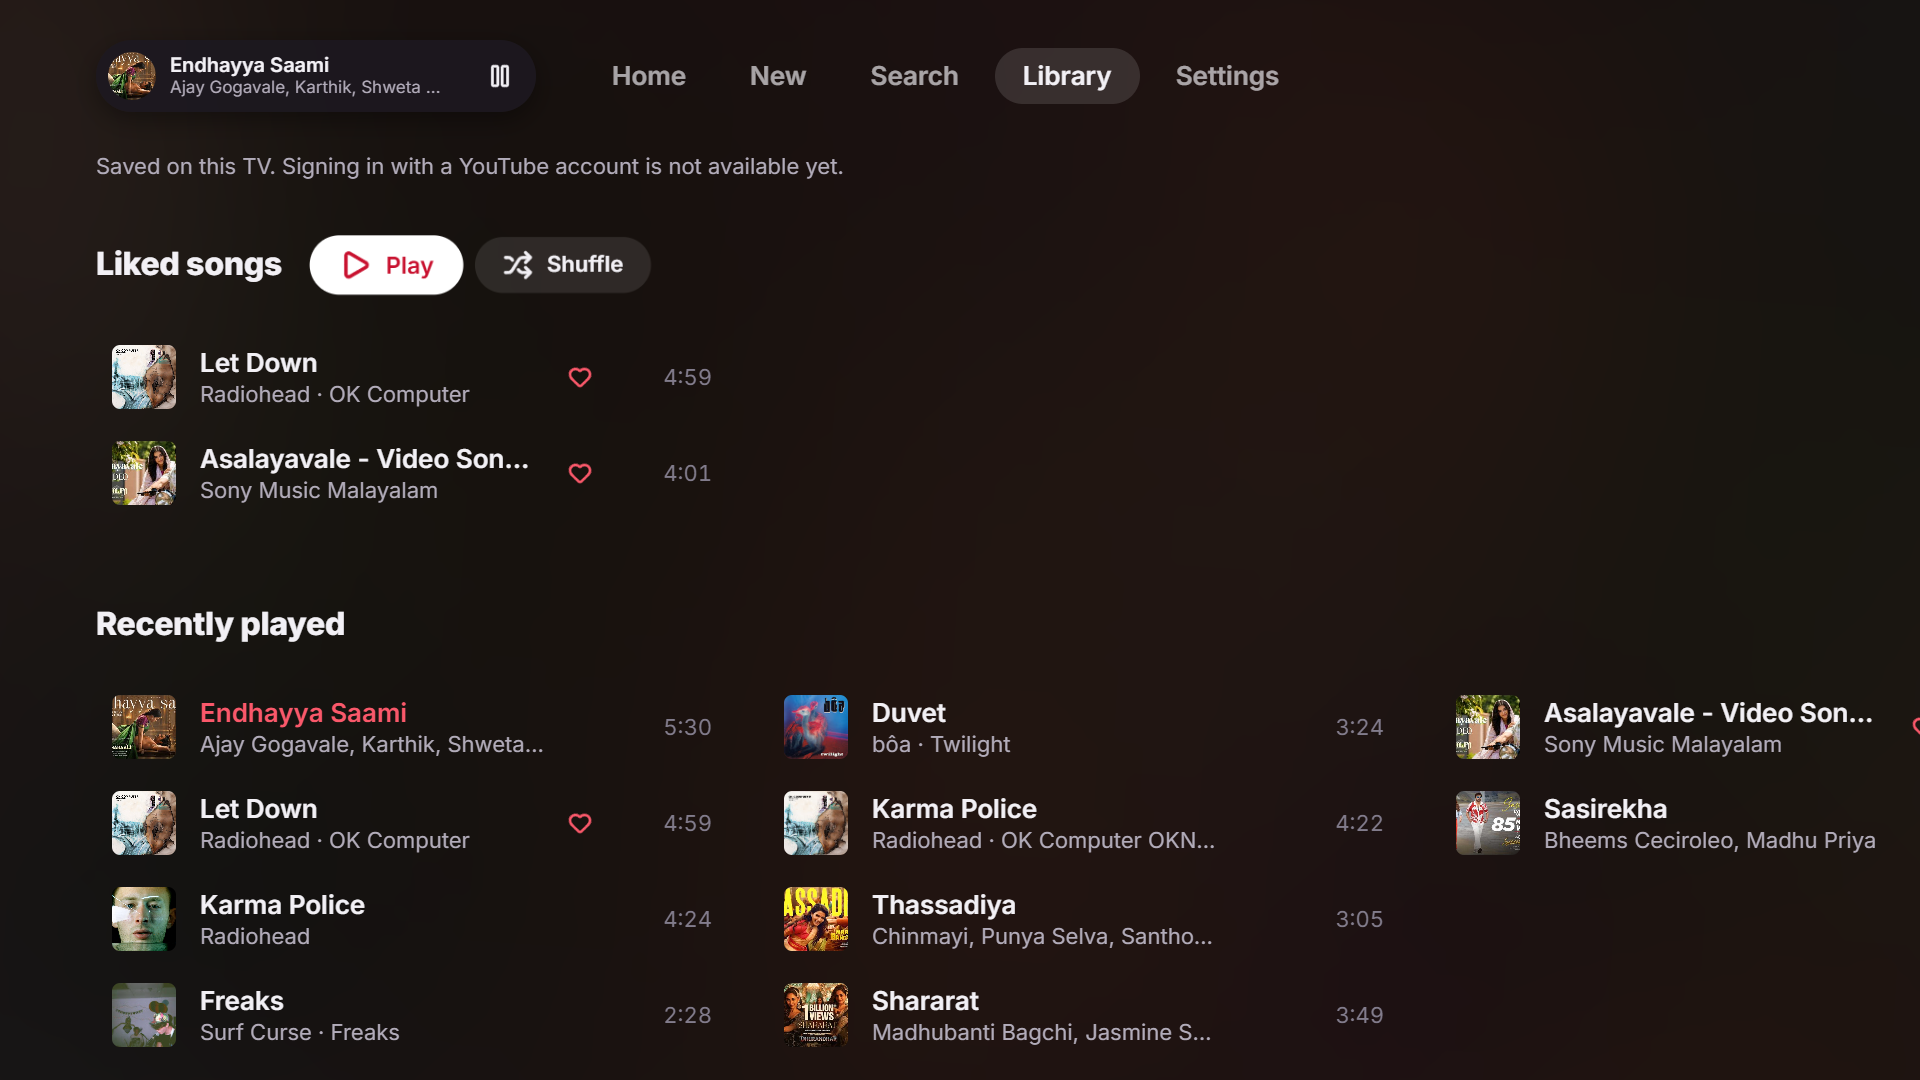 Endhayya Saami
Ajay Gogavale, Karthik, Shweta ...
Home
New
Search
Library
Settings
Saved on this TV. Signing in with a YouTube account is not available yet.
Liked songs
Play
Shuffle
Let Down
Radiohead · OK Computer
4:59
Asalayavale - Video Son...
Sony Music Malayalam
4:01
Recently played
Endhayya Saami
Ajay Gogavale, Karthik, Shweta...
5:30
Let Down
Radiohead · OK Computer
4:59
Karma Police
Radiohead
4:24
Freaks
Surf Curse · Freaks
2:28
Duvet
bôa · Twilight
3:24
Karma Police
Radiohead · OK Computer OKN...
4:22
Thassadiya
Chinmayi, Punya Selva, Santho...
3:05
Shararat
Madhubanti Bagchi, Jasmine S...
3:49
Asalayavale - Video Son...
Sony Music Malayalam
Sasirekha
Bheems Ceciroleo, Madhu Priya